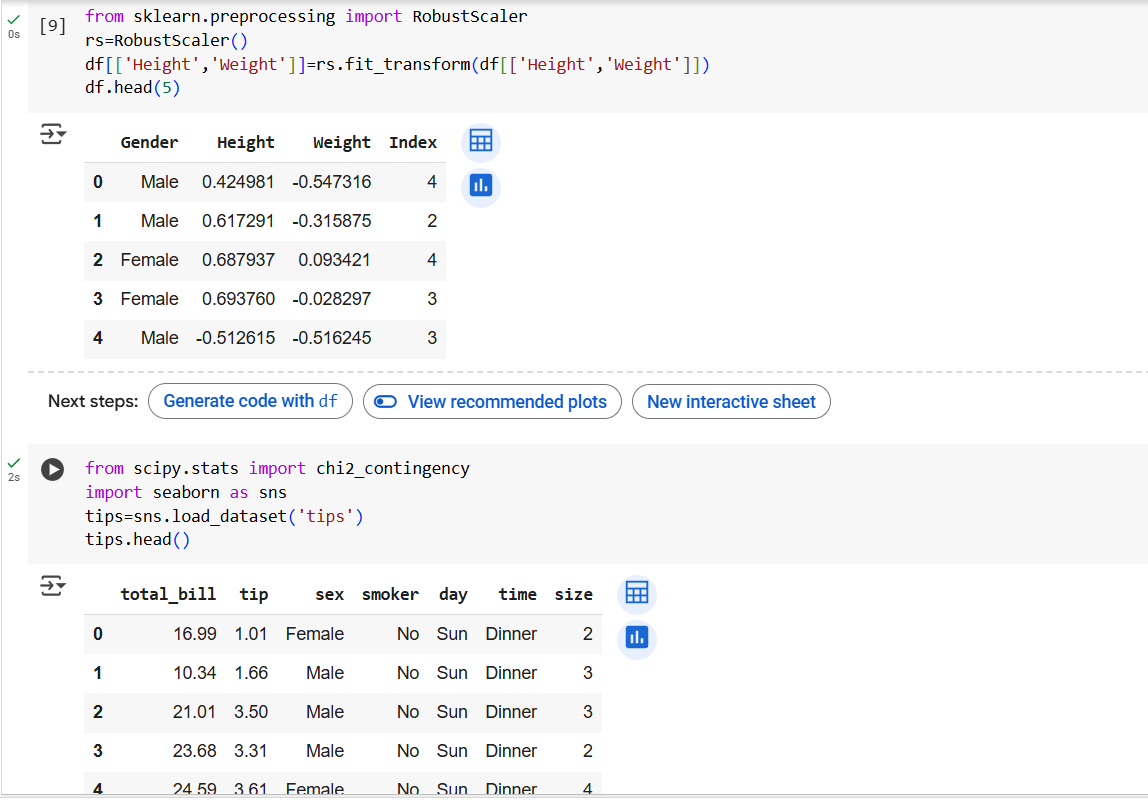 [9]
0s
from sklearn.preprocessing import RobustScaler
rs=RobustScaler()
df[['Height','Weight']]=rs.fit_transform(df[['Height','Weight']])
df.head(5)
Gender Height Weight Index
0 Male 0.424981 -0.547316 4
1 Male 0.617291 -0.315875 2
2 Female 0.687937 0.093421 4
3 Female 0.693760 -0.028297 3
4 Male -0.512615 -0.516245 3
Next steps: Generate code with df View recommended plots New interactive sheet
2s
from scipy.stats import chi2_contingency
import seaborn as sns
tips=sns.load_dataset('tips')
tips.head()
total_bill tip sex smoker day time size
0 16.99 1.01 Female No Sun Dinner 2
1 10.34 1.66 Male No Sun Dinner 3
2 21.01 3.50 Male No Sun Dinner 3
3 23.68 3.31 Male No Sun Dinner 2
4 24.59 3.61 Female No Sun Dinner 4